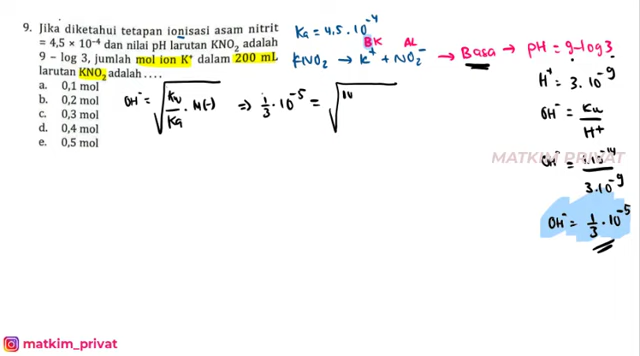 9. Jika diketahui tetapan ionisasi asam nitrit
= 4,5 × 10⁻⁴ dan nilai pH larutan KNO₂ adalah
9 – log 3, jumlah mol ion K⁺ dalam 200 mL
larutan KNO₂ adalah ....
a. 0,1 mol
b. 0,2 mol
c. 0,3 mol
d. 0,4 mol
e. 0,5 mol
Ka = 4,5 . 10⁻⁴
BK AL
KNO₂ → K⁺ + NO₂⁻ → Basa → pH = 9 - log 3
H⁺ = 3 . 10⁻⁹
OH⁻ = Kw / H⁺
OH⁻ = 1.10⁻¹⁴ / 3.10⁻⁹
OH⁻ = 1/3 . 10⁻⁵
OH⁻ = √(Kw/Ka . M(-)) ⇒ 1/3 . 10⁻⁵ = √
MATKIM PRIVAT
matkim_privat